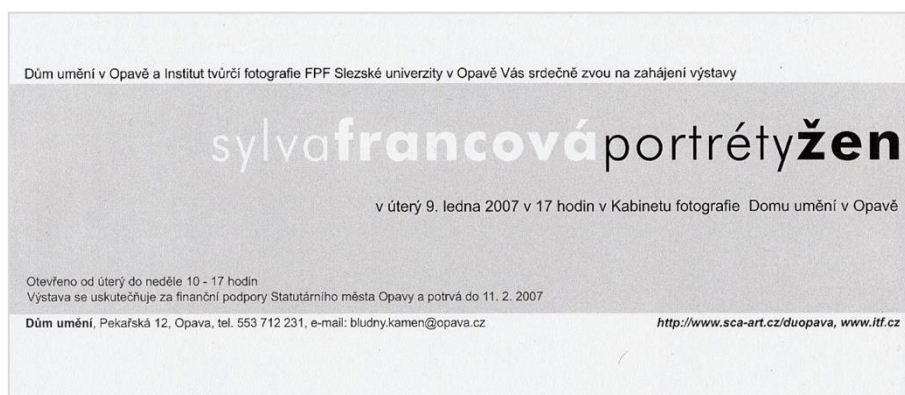 Dům umění v Opavě a Institut tvůrčí fotografie FPF Slezské univerzity v Opavě Vás srdečně zvou na zahájení výstavy
sylvafrancováportrétyžen
v úterý 9. ledna 2007 v 17 hodin v Kabinetu fotografie Domu umění v Opavě
Otevřeno od úterý do neděle 10 - 17 hodin
Výstava se uskutečňuje za finanční podpory Statutárního města Opavy a potrvá do 11. 2. 2007
Dům umění, Pekařská 12, Opava, tel. 553 712 231, e-mail: bludny.kamen@opava.cz http://www.sca-art.cz/duopava, www.itf.cz